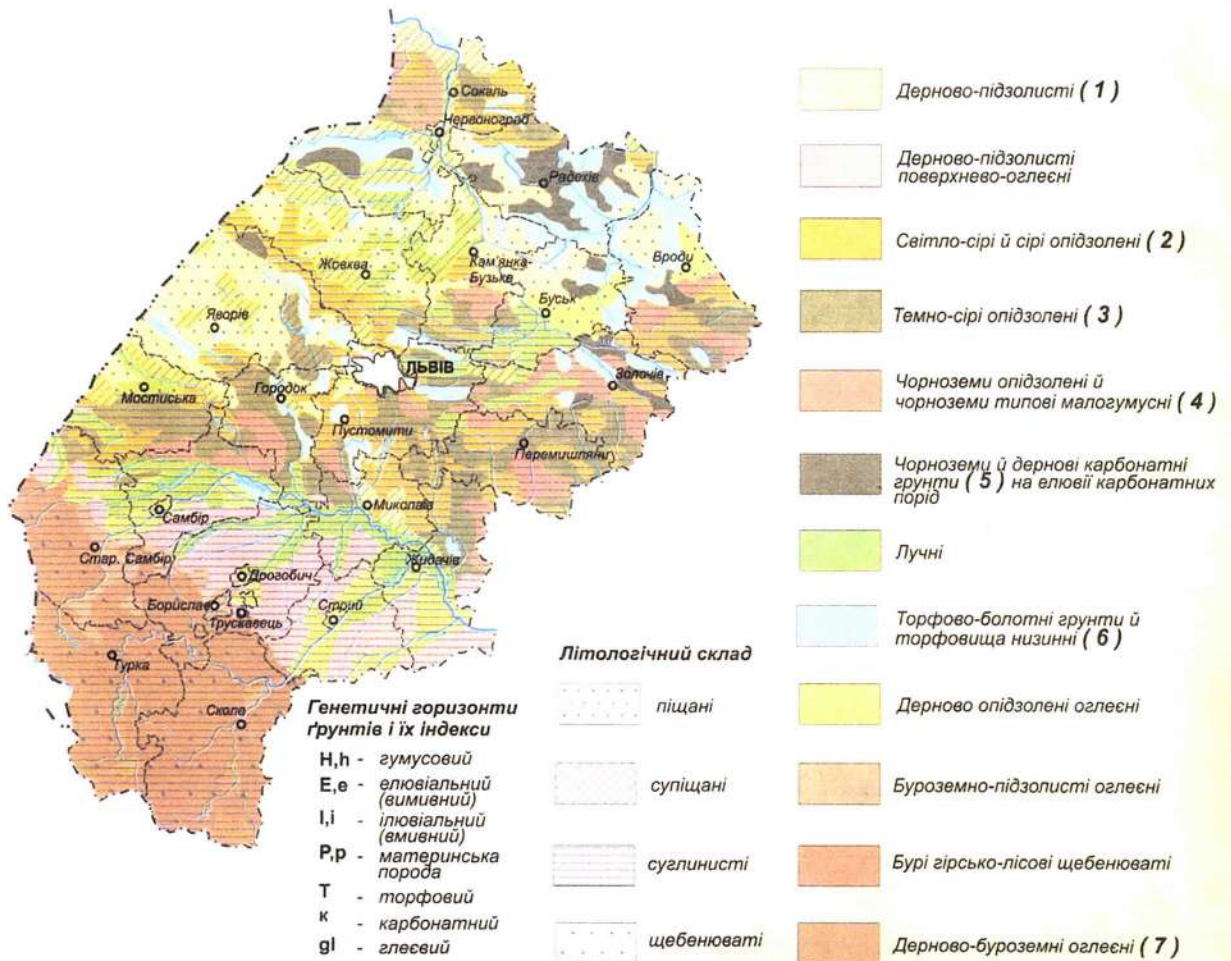 Сокаль
Червоноград
Радехів
Жовква
Кам'янка-
Бузька
Вроди
Буськ
Яворів
ЛЬВІВ
Золочів
Мостиська
Городок
Пустомити
Перемишляни
Миколаїв
Самбір
Стар. Самбір
Жидачів
Дрогобич
Борислав
Трускавець
Стрий
Турка
Сколе
Генетичні горизонти
ґрунтів і їх індекси
H,h - гумусовий
E,e - елювіальний
(вимивний)
I,i - ілювіальний
(вмивний)
P,p - материнська
порода
T - торфовий
к - карбонатний
gl - глеєвий
Літологічний склад
піщані
супіщані
суглинисті
щебенюваті
Дерново-підзолисті (1)
Дерново-підзолисті
поверхнево-оглеєні
Світло-сірі й сірі опідзолені (2)
Темно-сірі опідзолені (3)
Чорноземи опідзолені й
чорноземи типові малогумусні (4)
Чорноземи й дернові карбонатні
грунти (5) на елювії карбонатних
порід
Лучні
Торфово-болотні грунти й
торфовища низинні (6)
Дерново опідзолені оглеєні
Буроземно-підзолисті оглеєні
Бурі гірсько-лісові щебенюваті
Дерново-буроземні оглеєні (7)